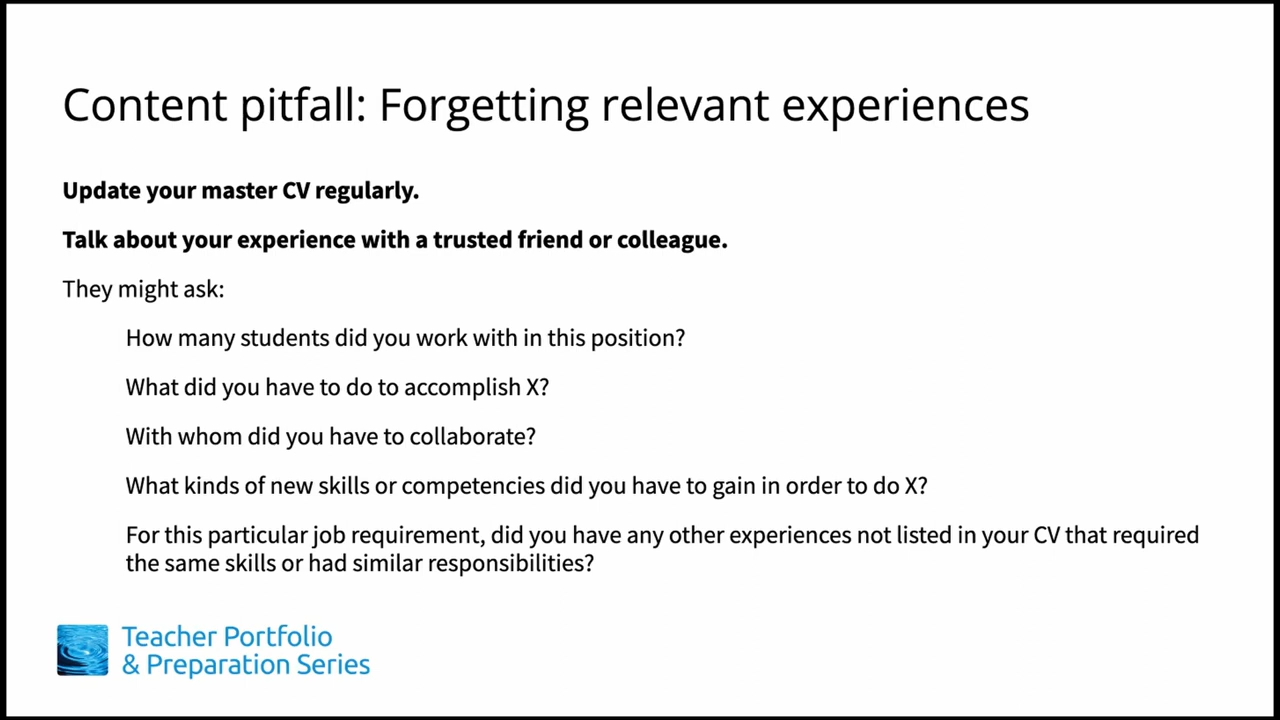 Content pitfall: Forgetting relevant experiences
Update your master CV regularly.
Talk about your experience with a trusted friend or colleague.
They might ask:
How many students did you work with in this position?
What did you have to do to accomplish X?
With whom did you have to collaborate?
What kinds of new skills or competencies did you have to gain in order to do X?
For this particular job requirement, did you have any other experiences not listed in your CV that required
the same skills or had similar responsibilities?
Teacher Portfolio
& Preparation Series